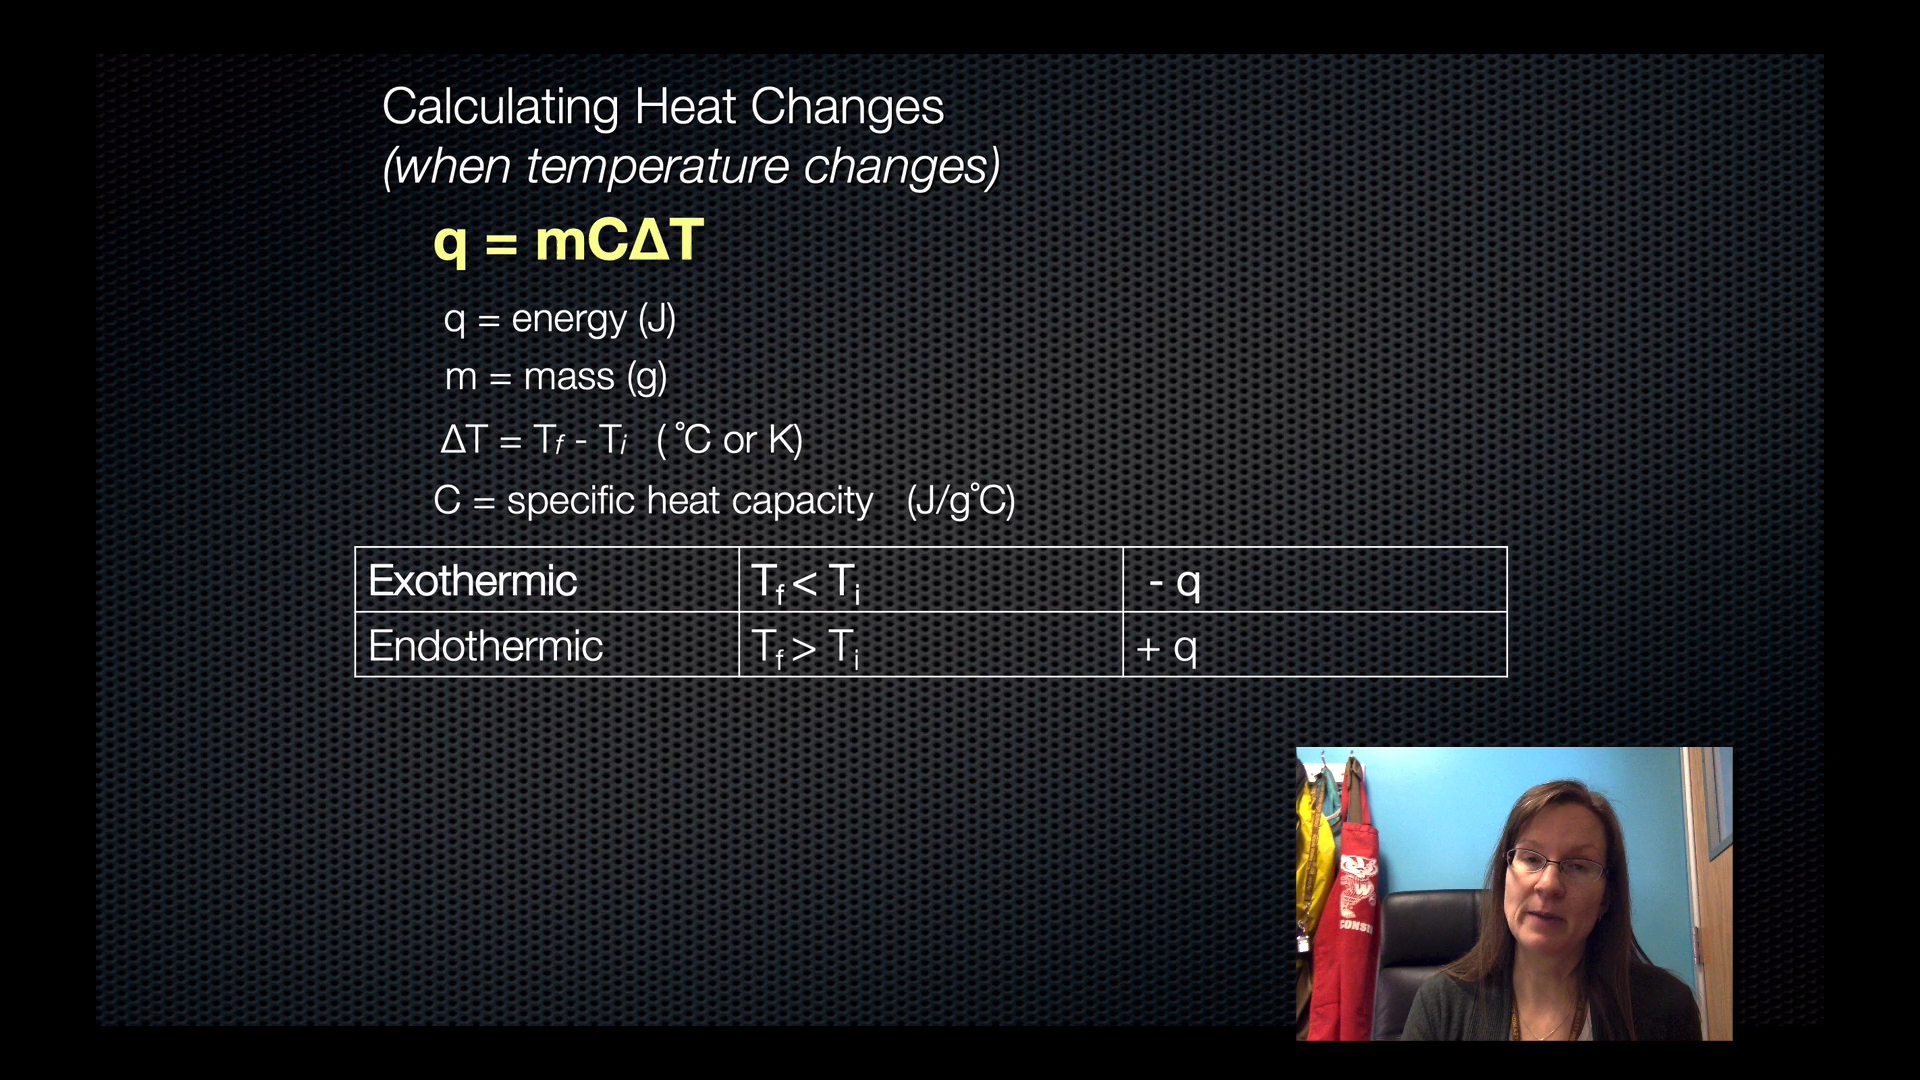 Calculating Heat Changes
(when temperature changes)
q = mCΔT
q = energy (J)
m = mass (g)
ΔT = Tf - Ti (˚C or K)
C = specific heat capacity (J/g˚C)
Exothermic Tf < Ti - q
Endothermic Tf > Ti + q
W
CONS